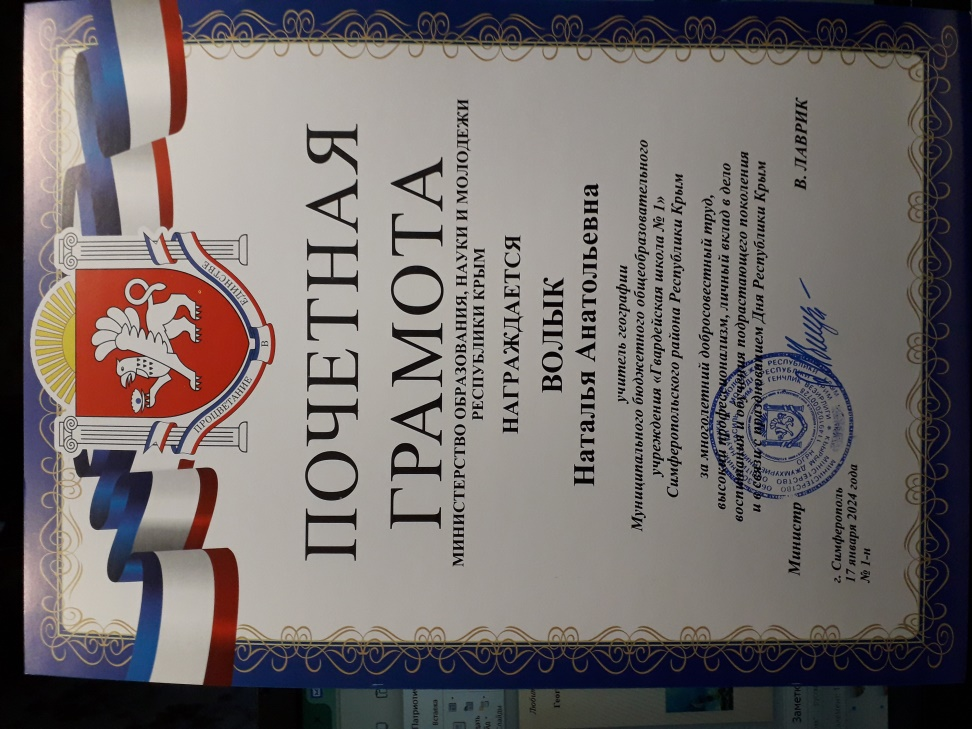 ПРОЦВЕТАНИЕ В ЕДИНСТВЕ
ПОЧЕТНАЯ
ГРАМОТА
МИНИСТЕРСТВО ОБРАЗОВАНИЯ, НАУКИ И МОЛОДЕЖИ
РЕСПУБЛИКИ КРЫМ
НАГРАЖДАЕТСЯ
ВОЛЫК
Наталья Анатольевна
учитель географии
Муниципального бюджетного общеобразовательного
учреждения «Гвардейская школа № 1»
Симферопольского района Республики Крым
за многолетний добросовестный труд,
высокий профессионализм, личный вклад в дело
воспитания и обучения подрастающего поколения
и в связи с празднованием Дня Республики Крым
Министр В. ЛАВРИК
г. Симферополь
17 января 2024 года
№ 1-н
Вставка
Заметк